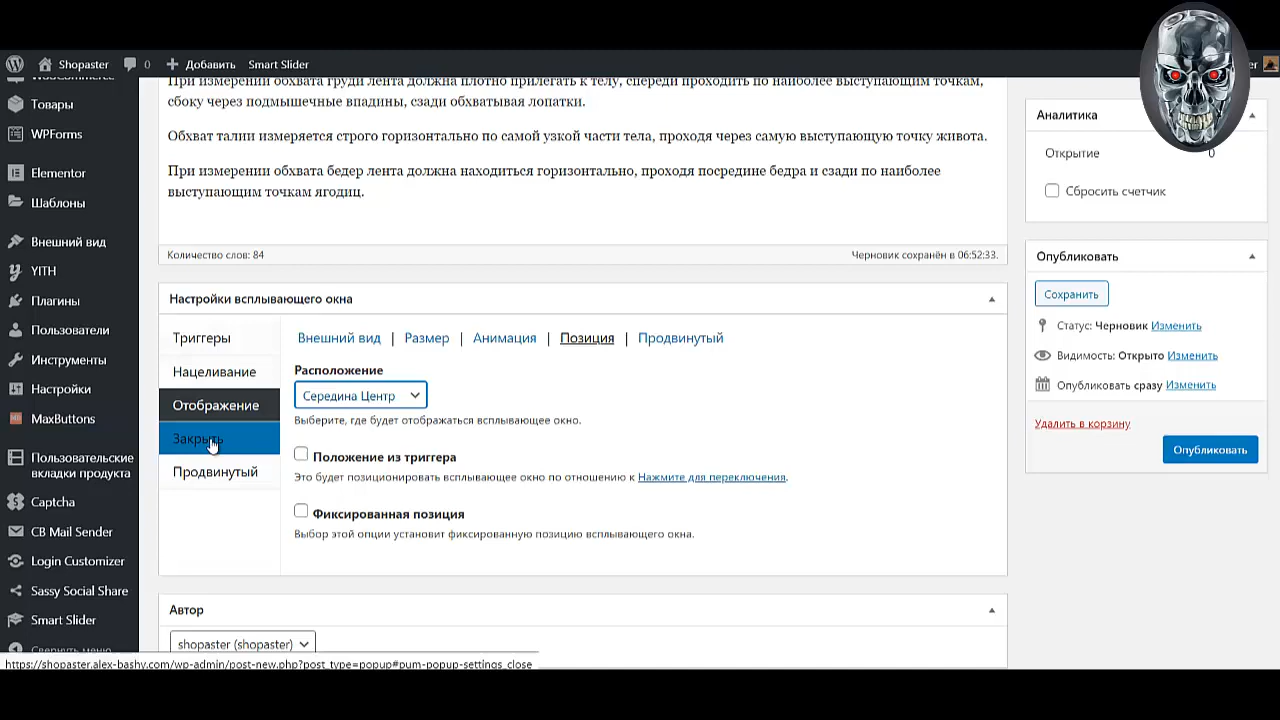 Shopaster 0 Добавить Smart Slider
WooCommerce
Товары
WPForms
Elementor
Шаблоны
Внешний вид
YITH
Плагины
Пользователи
Инструменты
Настройки
MaxButtons
Пользовательские
вкладки продукта
Captcha
CB Mail Sender
Login Customizer
Sassy Social Share
Smart Slider
Свернуть меню
При измерении обхвата груди лента должна плотно прилегать к телу, спереди проходить по наиболее выступающим точкам,
сбоку через подмышечные впадины, сзади обхватывая лопатки.
Обхват талии измеряется строго горизонтально по самой узкой части тела, проходя через самую выступающую точку живота.
При измерении обхвата бедер лента должна находиться горизонтально, проходя посредине бедра и сзади по наиболее
выступающим точкам ягодиц.
Количество слов: 84 Черновик сохранён в 06:52:33.
Настройки всплывающего окна
Триггеры
Нацеливание
Отображение
Закрыть
Продвинутый
Внешний вид | Размер | Анимация | Позиция | Продвинутый
Расположение
Середина Центр
Выберите, где будет отображаться всплывающее окно.
Положение из триггера
Это будет позиционировать всплывающее окно по отношению к Нажмите для переключения.
Фиксированная позиция
Выбор этой опции установит фиксированную позицию всплывающего окна.
Автор
shopaster (shopaster)
Аналитика
Открытие 0
Сбросить счетчик
Опубликовать
Сохранить
Статус: Черновик Изменить
Видимость: Открыто Изменить
Опубликовать сразу Изменить
Удалить в корзину
Опубликовать
https://shopaster.alex-bashy.com/wp-admin/post-new.php?post_type=popup#pum-popup-settings_close